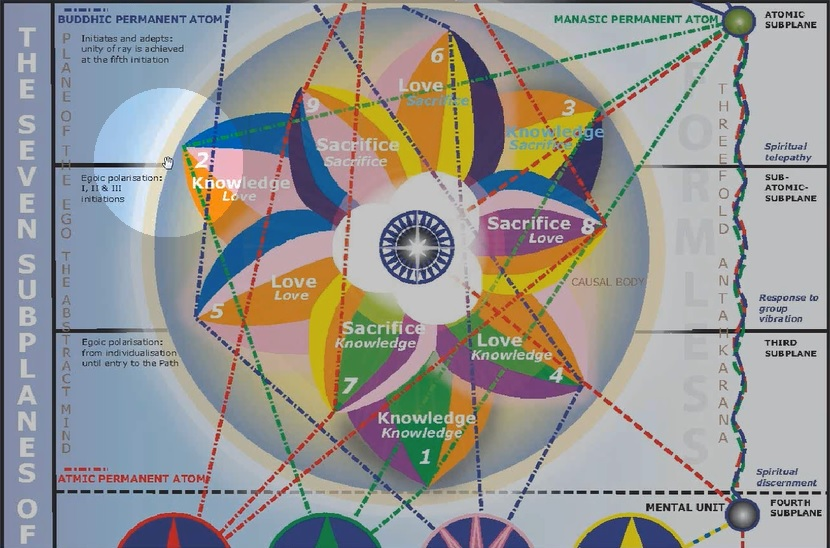 THE SEVEN SUBPLANES OF
PLANE OF THE EGO THE ABSTRACT MIND
BUDDHIC PERMANENT ATOM
MANASIC PERMANENT ATOM
ATOMIC
SUBPLANE
Initiates and adepts:
unity of ray is achieved
at the fifth initiation
6
Love
Sacrifice
9
Sacrifice
Sacrifice
3
Knowledge
Sacrifice
FORMLESS
THREEFOLD ANTAHKARANA
Spiritual
telepathy
2
Knowledge
Love
Egoic polarisation:
I, II & III
initiations
SUB-
ATOMIC-
SUBPLANE
Sacrifice
Love
8
CAUSAL BODY
Love
Love
5
Response to
group
vibration
Egoic polarisation:
from individualisation
until entry to the Path
Sacrifice
Knowledge
7
Love
Knowledge
4
THIRD
SUBPLANE
Knowledge
Knowledge
1
ATMIC PERMANENT ATOM
Spiritual
discernment
MENTAL UNIT
FOURTH
SUBPLANE